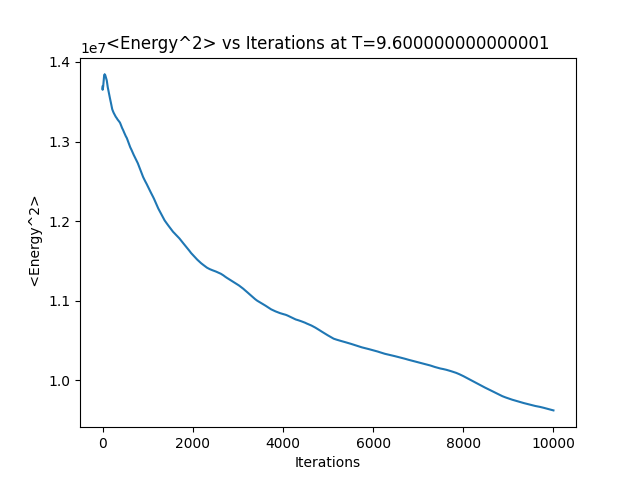 1e7
<Energy^2> vs Iterations at T=9.600000000000001
1.4
1.3
1.2
1.1
1.0
<Energy^2>
0 2000 4000 6000 8000 10000
Iterations